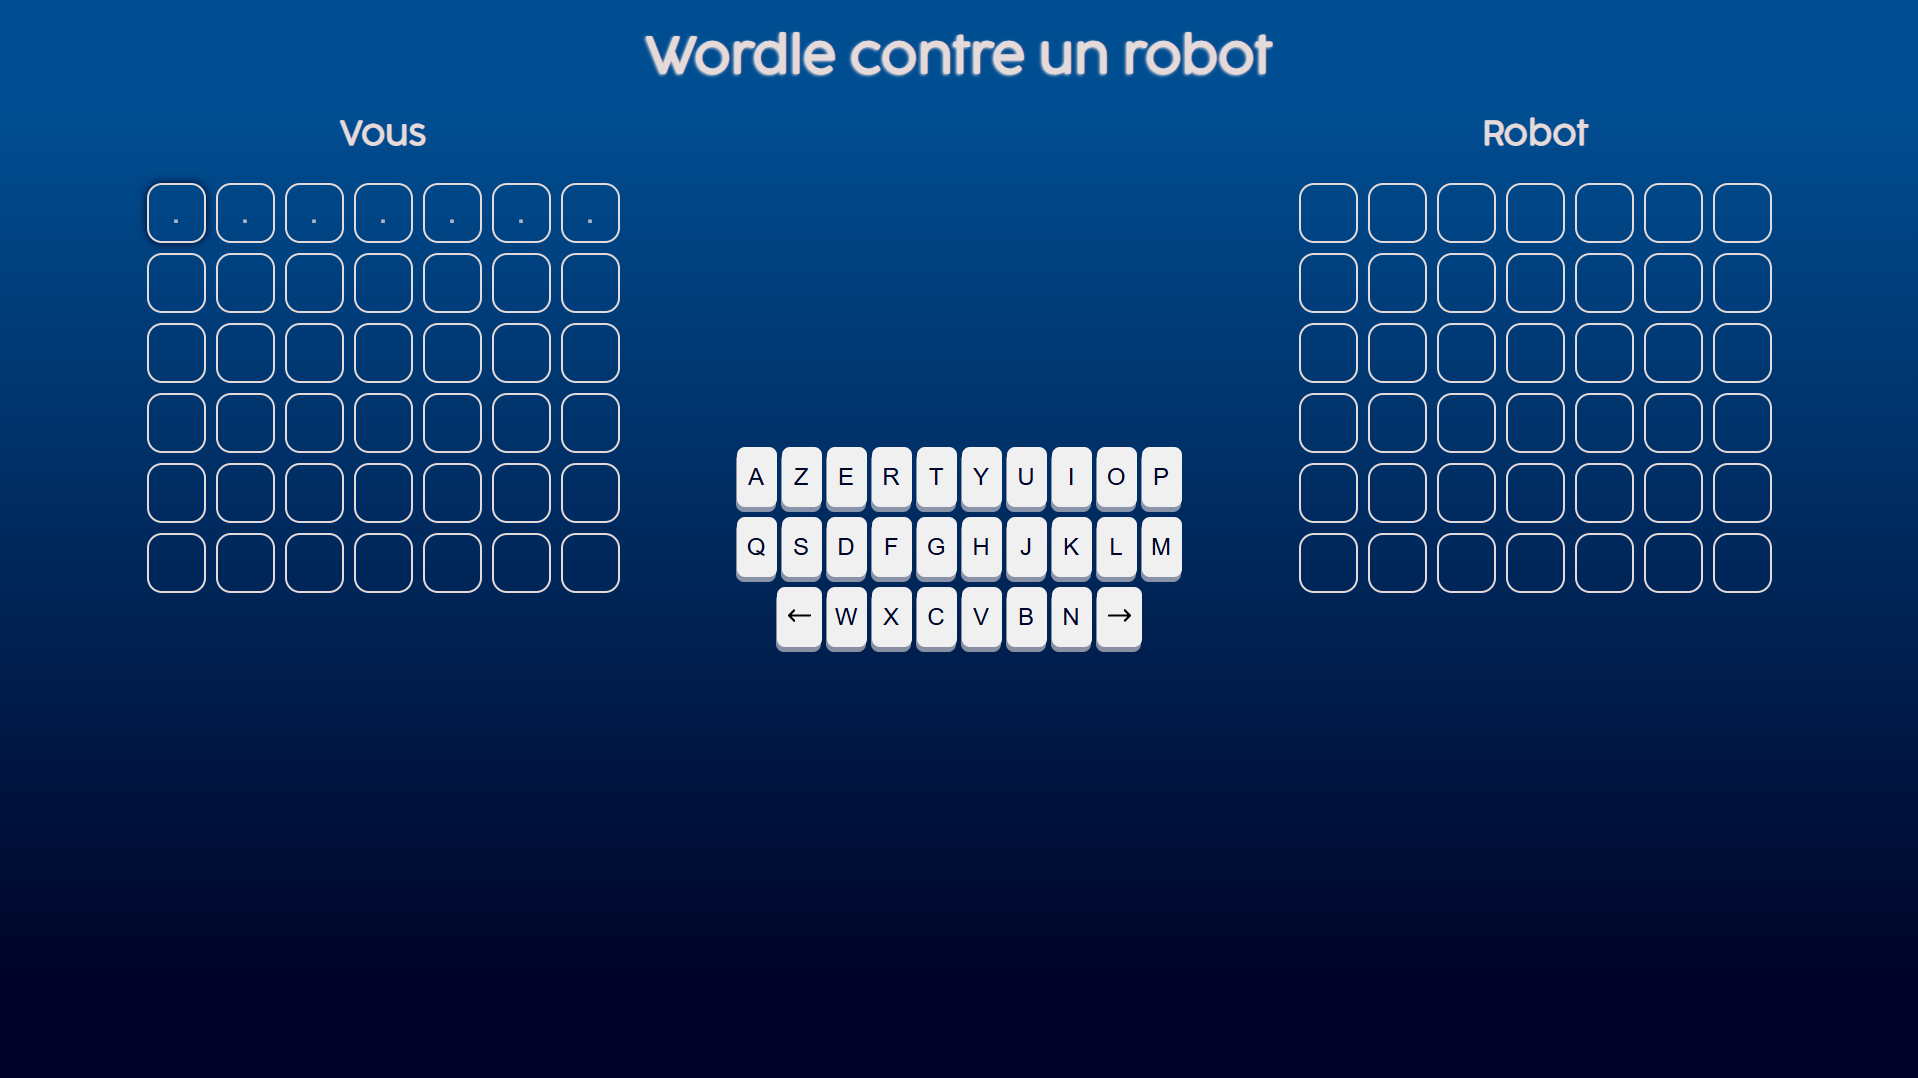 Wordle contre un robot
Vous
Robot
. . . . . . .
A Z E R T Y U I O P
Q S D F G H J K L M
← W X C V B N →